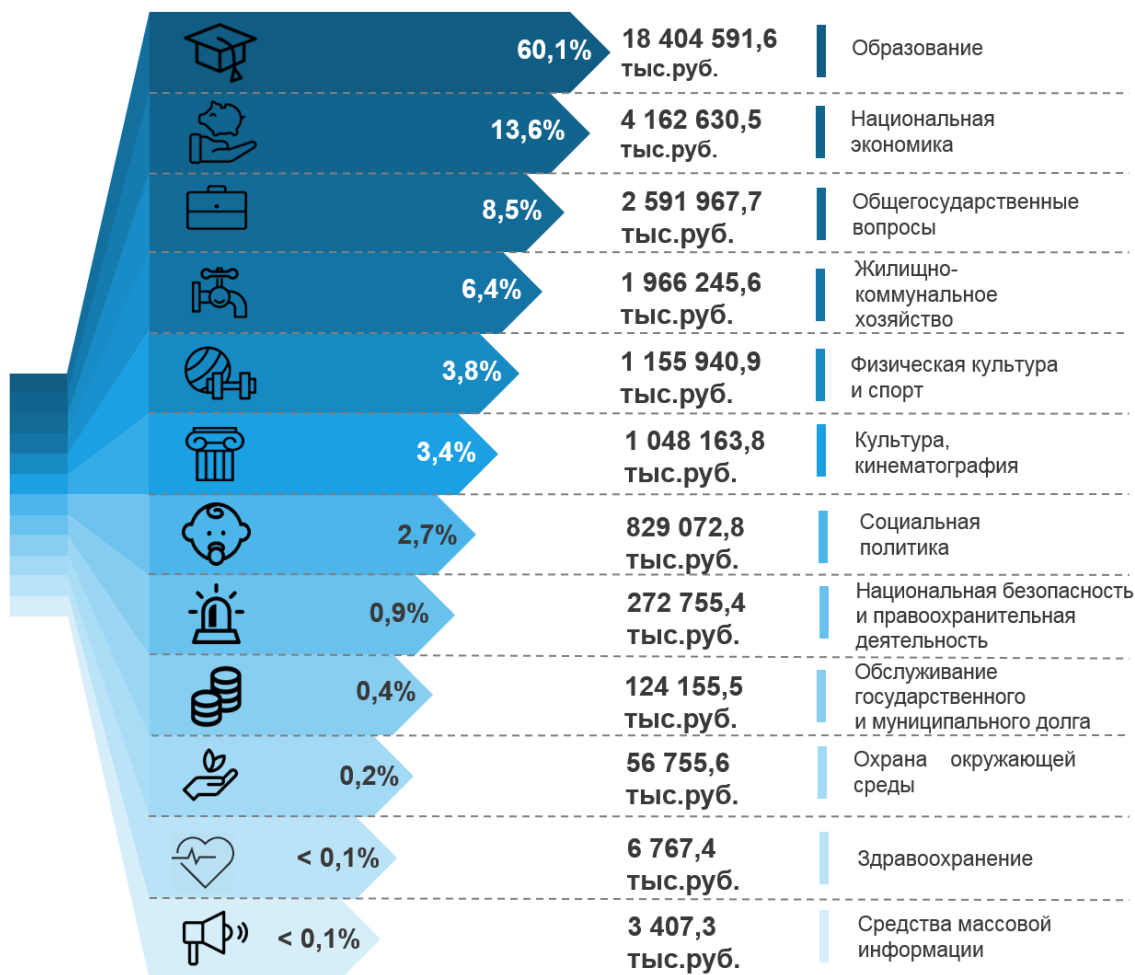 60,1%
18 404 591,6
тыс.руб.
Образование
13,6%
4 162 630,5
тыс.руб.
Национальная
экономика
8,5%
2 591 967,7
тыс.руб.
Общегосударственные
вопросы
6,4%
1 966 245,6
тыс.руб.
Жилищно-
коммунальное
хозяйство
3,8%
1 155 940,9
тыс.руб.
Физическая культура
и спорт
3,4%
1 048 163,8
тыс.руб.
Культура,
кинематография
2,7%
829 072,8
тыс.руб.
Социальная
политика
0,9%
272 755,4
тыс.руб.
Национальная безопасность
и правоохранительная
деятельность
0,4%
124 155,5
тыс.руб.
Обслуживание
государственного
и муниципального долга
0,2%
56 755,6
тыс.руб.
Охрана окружающей
среды
< 0,1%
6 767,4
тыс.руб.
Здравоохранение
< 0,1%
3 407,3
тыс.руб.
Средства массовой
информации